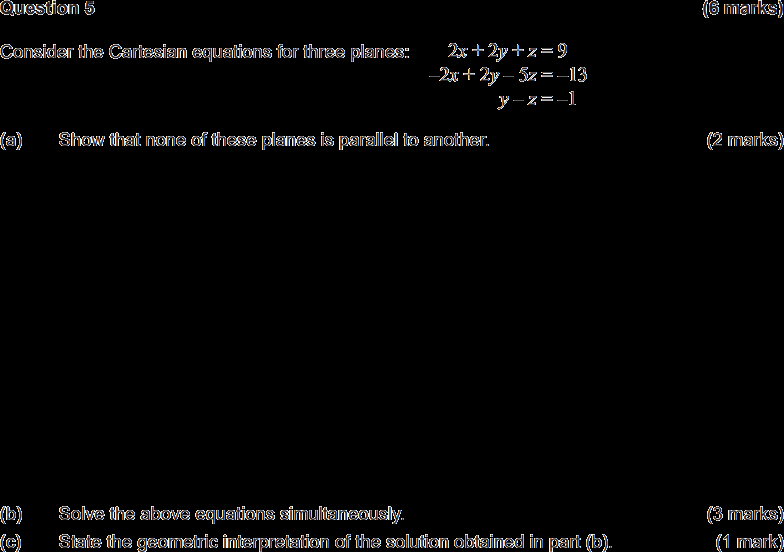 Question 5 (6 marks)
Consider the Cartesian equations for three planes: 2x + 2y + z = 9
–2x + 2y – 5z = –13
y – z = –1
(a) Show that none of these planes is parallel to another. (2 marks)
(b) Solve the above equations simultaneously. (3 marks)
(c) State the geometric interpretation of the solution obtained in part (b). (1 mark)